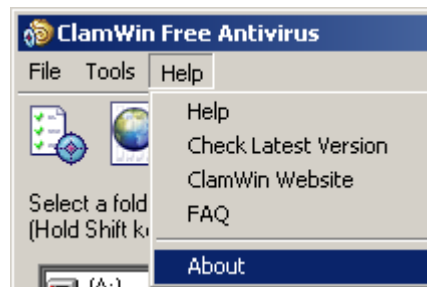 ClamWin Free Antivirus
File Tools Help
Help
Check Latest Version
ClamWin Website
FAQ
About
Select a fold
(Hold Shift k
(A:)